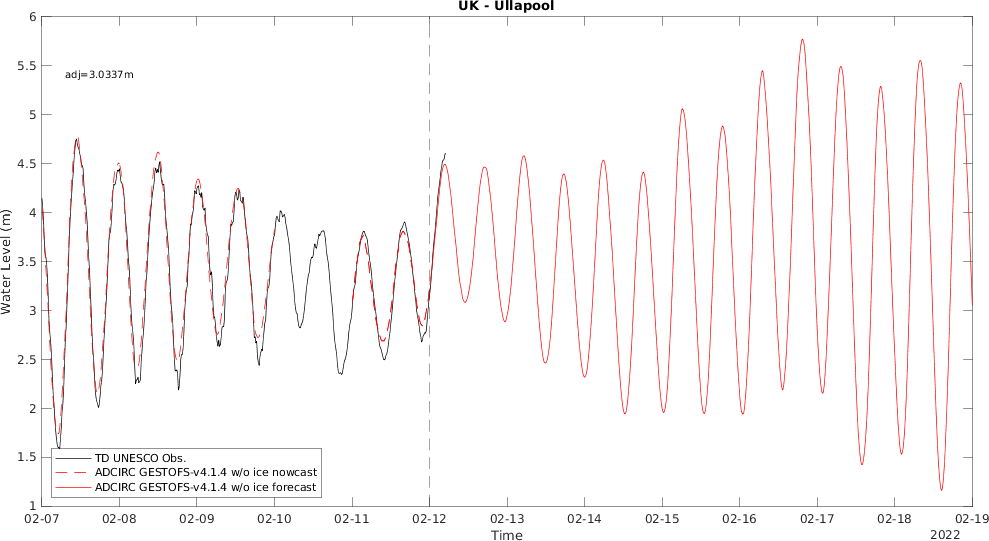 UK - Ullapool
adj=3.0337m
Water Level (m)
6
5.5
5
4.5
4
3.5
3
2.5
2
1.5
1
TD UNESCO Obs.
ADCIRC GESTOFS-v4.1.4 w/o ice nowcast
ADCIRC GESTOFS-v4.1.4 w/o ice forecast
02-07 02-08 02-09 02-10 02-11 02-12 02-13 02-14 02-15 02-16 02-17 02-18 02-19
Time
2022